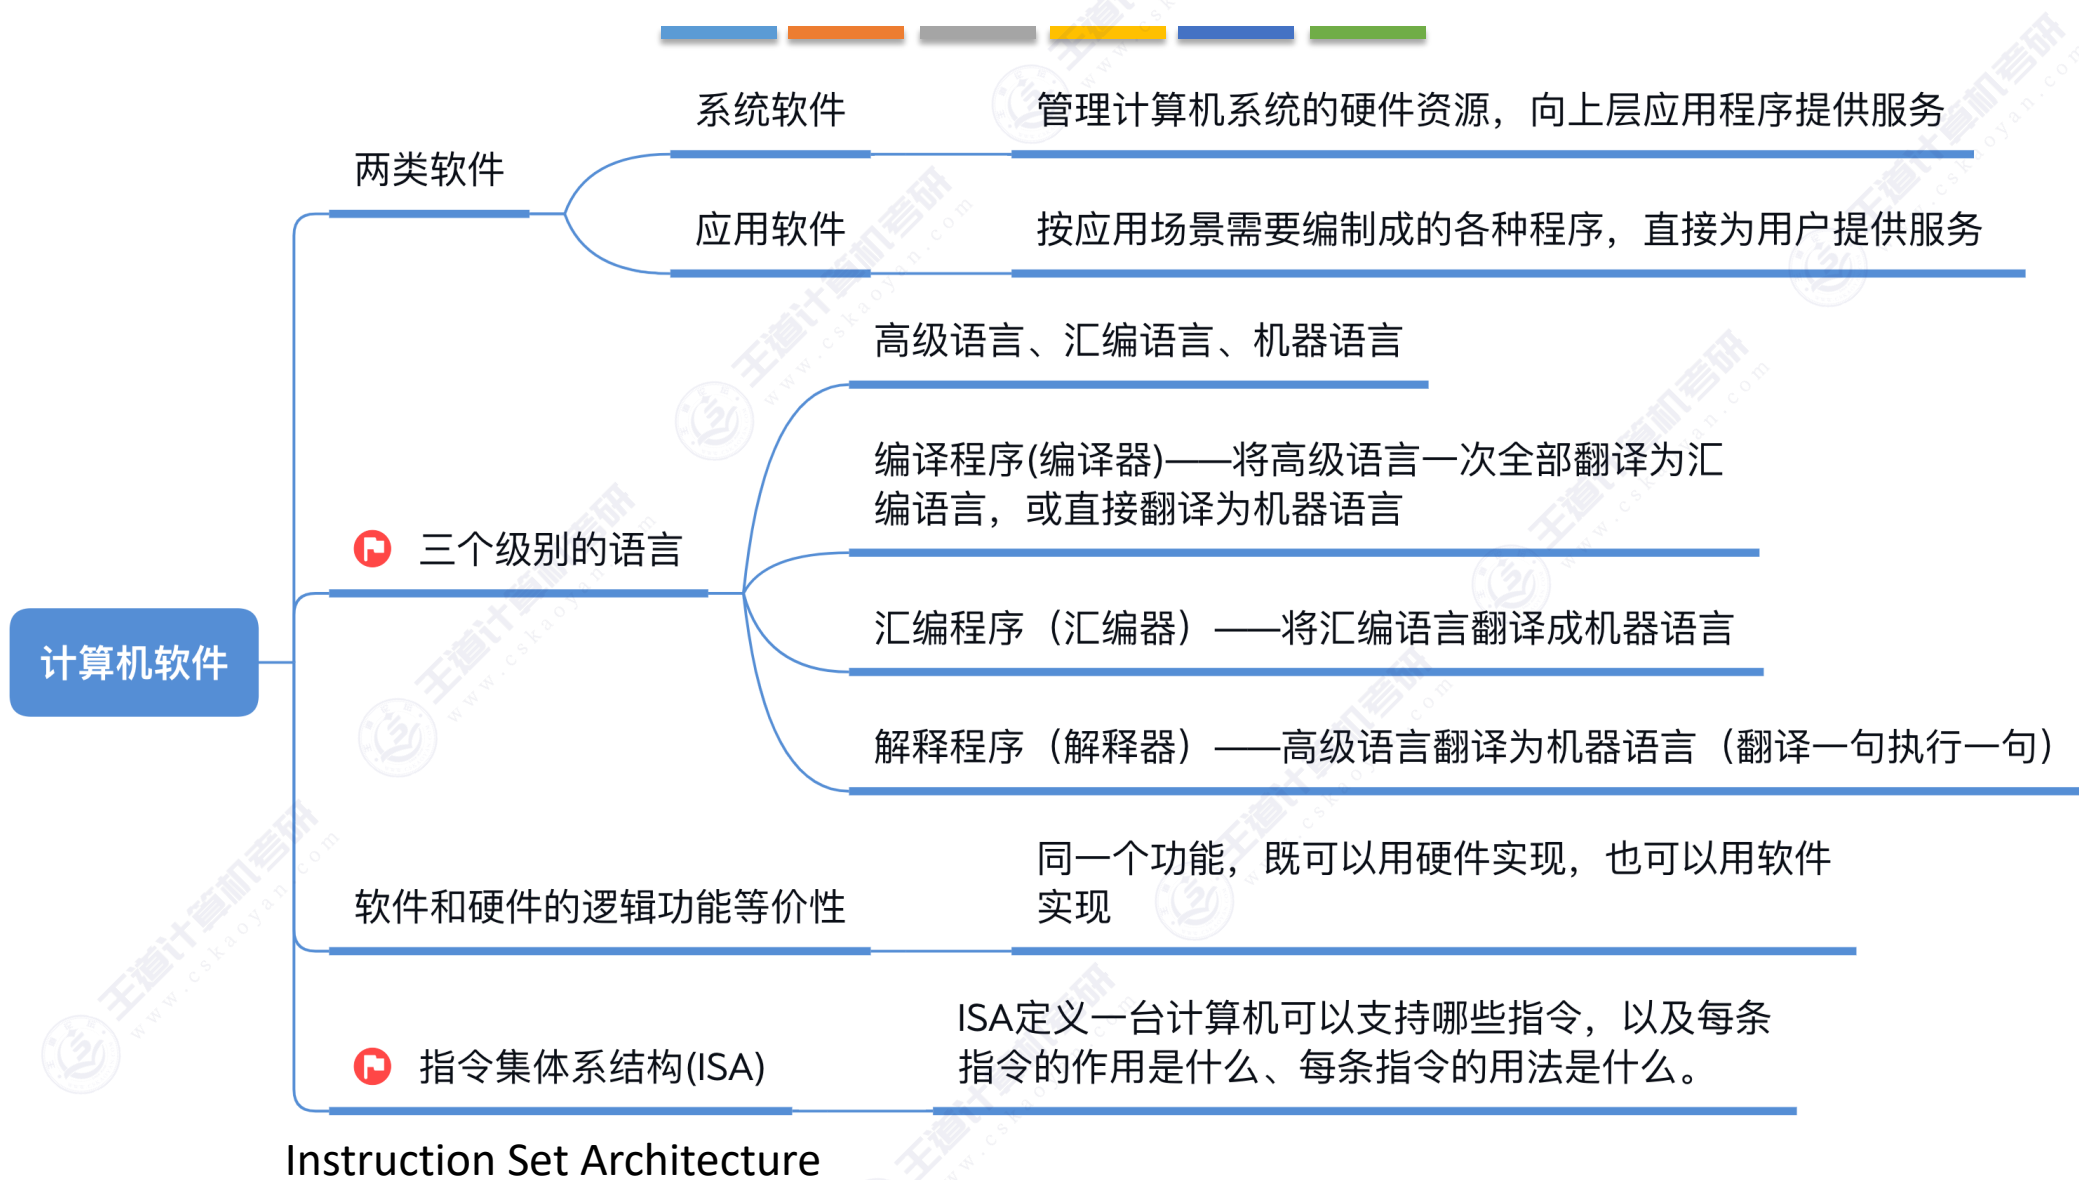 系统软件
管理计算机系统的硬件资源，向上层应用程序提供服务
两类软件
应用软件
按应用场景需要编制成的各种程序，直接为用户提供服务
高级语言、汇编语言、机器语言
编译程序(编译器)——将高级语言一次全部翻译为汇
编语言，或直接翻译为机器语言
三个级别的语言
汇编程序（汇编器）——将汇编语言翻译成机器语言
计算机软件
解释程序（解释器）——高级语言翻译为机器语言（翻译一句执行一句）
同一个功能，既可以用硬件实现，也可以用软件
实现
软件和硬件的逻辑功能等价性
ISA定义一台计算机可以支持哪些指令，以及每条
指令的作用是什么、每条指令的用法是什么。
指令集体系结构(ISA)
Instruction Set Architecture
王道计算机考研
www.cskaoyan.com